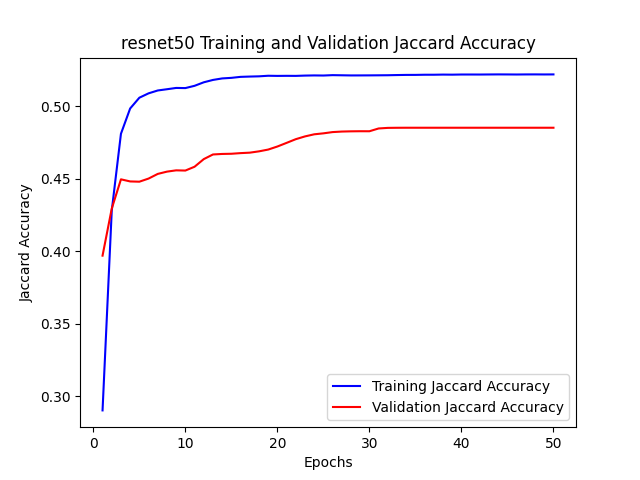 resnet50 Training and Validation Jaccard Accuracy
Jaccard Accuracy
0.50
0.45
0.40
0.35
0.30
Training Jaccard Accuracy
Validation Jaccard Accuracy
0 10 20 30 40 50
Epochs